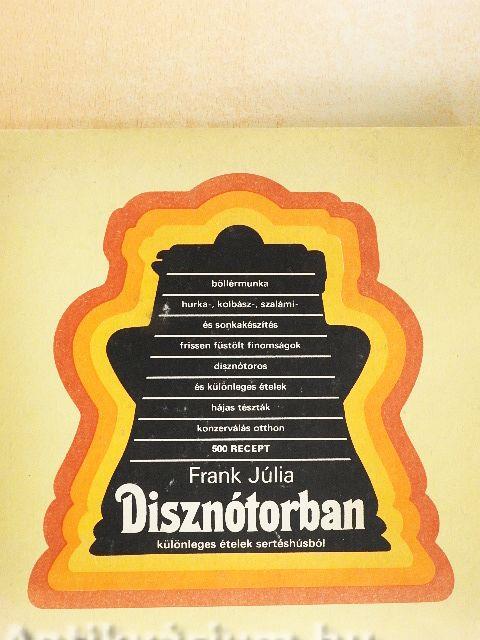 böllérmunka
hurka-, kolbász-, szalámi-
és sonkakészítés
frissen füstölt finomságok
disznótoros
és különleges ételek
hájas tészták
konzerválás otthon
500 RECEPT
Frank Júlia
Disznótorban
különleges ételek sertéshúsból